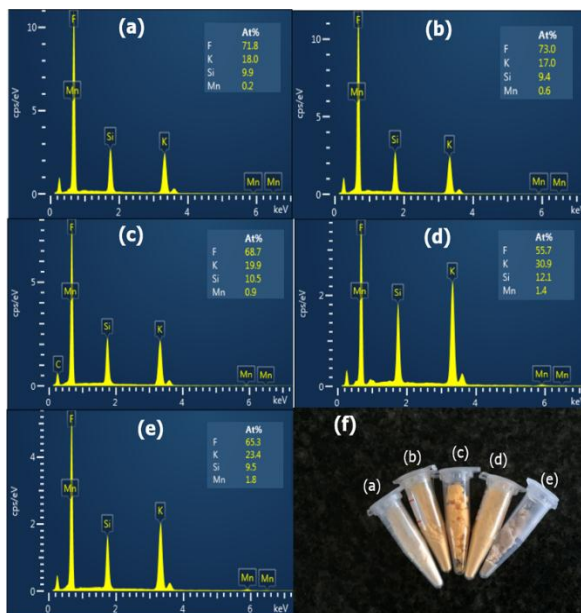 (a)
At%
F 71.8
K 18.0
Si 9.9
Mn 0.2
F
Mn
Si
K
Mn Mn
cps/eV
10
5
0
0 2 4 6 keV
(b)
At%
F 73.0
K 17.0
Si 9.4
Mn 0.6
F
Mn
Si
K
Mn Mn
cps/eV
10
5
0
0 2 4 6 keV
(c)
At%
F 68.7
K 19.9
Si 10.5
Mn 0.9
F
Mn
Si
K
C
Mn Mn
cps/eV
5
0
0 2 4 6 keV
(d)
At%
F 55.7
K 30.9
Si 12.1
Mn 1.4
F
K
Si
Mn
Mn Mn
cps/eV
2
0
0 2 4 6 keV
(e)
At%
F 65.3
K 23.4
Si 9.5
Mn 1.8
F
Mn
Si
K
Mn Mn
cps/eV
4
2
0
0 2 4 6 keV
(f)
(a) (b) (c) (d) (e)